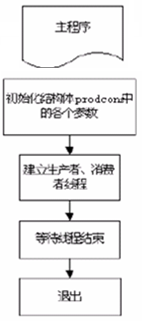 主程序
初始化结构体prodcons中
的各个参数
建立生产者、消费
者线程
等待线程结束
退出